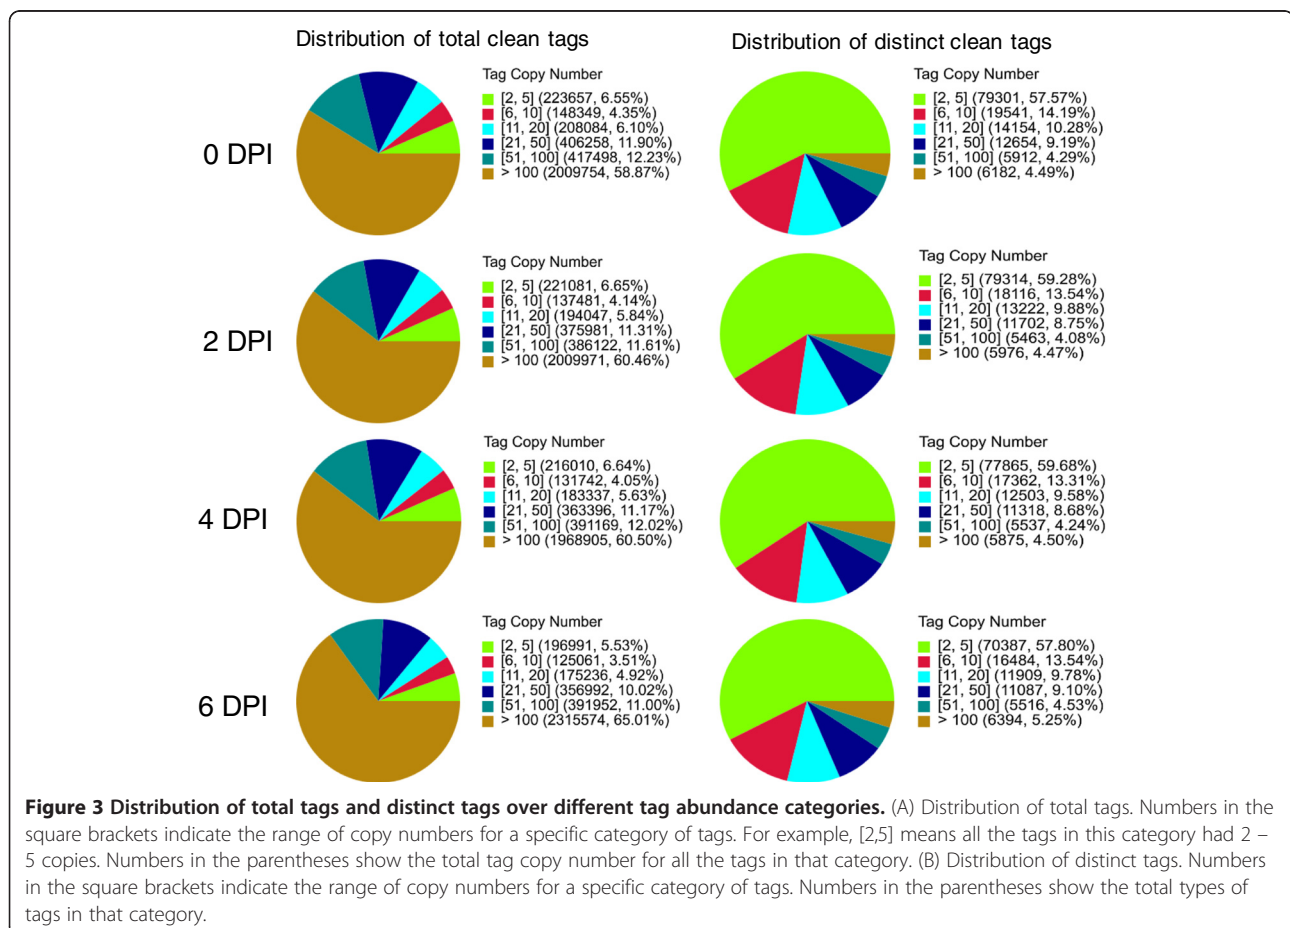 Distribution of total clean tags
Distribution of distinct clean tags
0 DPI
Tag Copy Number
[2, 5] (223657, 6.55%)
[6, 10] (148349, 4.35%)
[11, 20] (208084, 6.10%)
[21, 50] (406258, 11.90%)
[51, 100] (417498, 12.23%)
> 100 (2009754, 58.87%)
Tag Copy Number
[2, 5] (79301, 57.57%)
[6, 10] (19541, 14.19%)
[11, 20] (14154, 10.28%)
[21, 50] (12654, 9.19%)
[51, 100] (5912, 4.29%)
> 100 (6182, 4.49%)
2 DPI
Tag Copy Number
[2, 5] (221081, 6.65%)
[6, 10] (137481, 4.14%)
[11, 20] (194047, 5.84%)
[21, 50] (375981, 11.31%)
[51, 100] (386122, 11.61%)
> 100 (2009971, 60.46%)
Tag Copy Number
[2, 5] (79314, 59.28%)
[6, 10] (18116, 13.54%)
[11, 20] (13222, 9.88%)
[21, 50] (11702, 8.75%)
[51, 100] (5463, 4.08%)
> 100 (5976, 4.47%)
4 DPI
Tag Copy Number
[2, 5] (216010, 6.64%)
[6, 10] (131742, 4.05%)
[11, 20] (183337, 5.63%)
[21, 50] (363396, 11.17%)
[51, 100] (391169, 12.02%)
> 100 (1968905, 60.50%)
Tag Copy Number
[2, 5] (77865, 59.68%)
[6, 10] (17362, 13.31%)
[11, 20] (12503, 9.58%)
[21, 50] (11318, 8.68%)
[51, 100] (5537, 4.24%)
> 100 (5875, 4.50%)
6 DPI
Tag Copy Number
[2, 5] (196991, 5.53%)
[6, 10] (125061, 3.51%)
[11, 20] (175236, 4.92%)
[21, 50] (356992, 10.02%)
[51, 100] (391952, 11.00%)
> 100 (2315574, 65.01%)
Tag Copy Number
[2, 5] (70387, 57.80%)
[6, 10] (16484, 13.54%)
[11, 20] (11909, 9.78%)
[21, 50] (11087, 9.10%)
[51, 100] (5516, 4.53%)
> 100 (6394, 5.25%)
Figure 3 Distribution of total tags and distinct tags over different tag abundance categories. (A) Distribution of total tags. Numbers in the
square brackets indicate the range of copy numbers for a specific category of tags. For example, [2,5] means all the tags in this category had 2 –
5 copies. Numbers in the parentheses show the total tag copy number for all the tags in that category. (B) Distribution of distinct tags. Numbers
in the square brackets indicate the range of copy numbers for a specific category of tags. Numbers in the parentheses show the total types of
tags in that category.